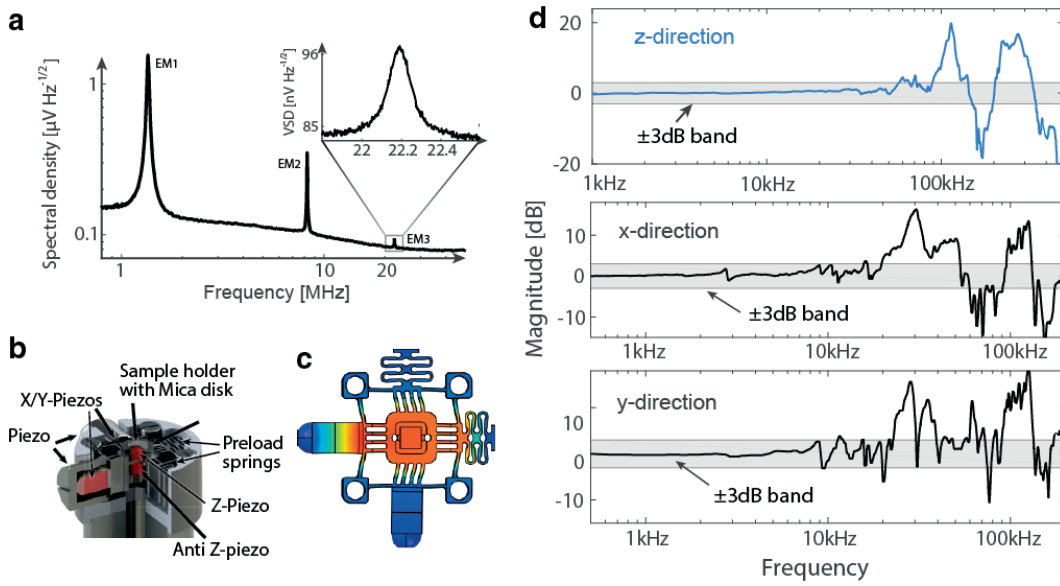 a
Spectral density [µV Hz-1/2]
1
0.1
EM1
EM2
EM3
1
10
20
Frequency [MHz]
VSD [nV Hz-1/2]
96
85
22
22.2
22.4
b
Sample holder
with Mica disk
X/Y-Piezos
Piezo
Preload
springs
Z-Piezo
Anti Z-piezo
c
d
Magnitude [dB]
20
0
-20
z-direction
±3dB band
1kHz
10kHz
100kHz
10
0
-10
x-direction
±3dB band
1kHz
10kHz
100kHz
10
0
-10
y-direction
±3dB band
1kHz
10kHz
100kHz
Frequency